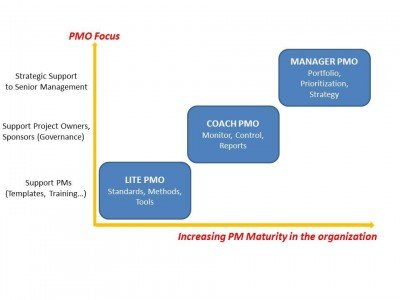 PMO Focus
Strategic Support
to Senior Management
MANAGER PMO
Portfolio,
Prioritization,
Strategy
Support Project Owners,
Sponsors (Governance)
COACH PMO
Monitor, Control,
Reports
Support PMs
(Templates, Training...)
LITE PMO
Standards, Methods,
Tools
Increasing PM Maturity in the organization